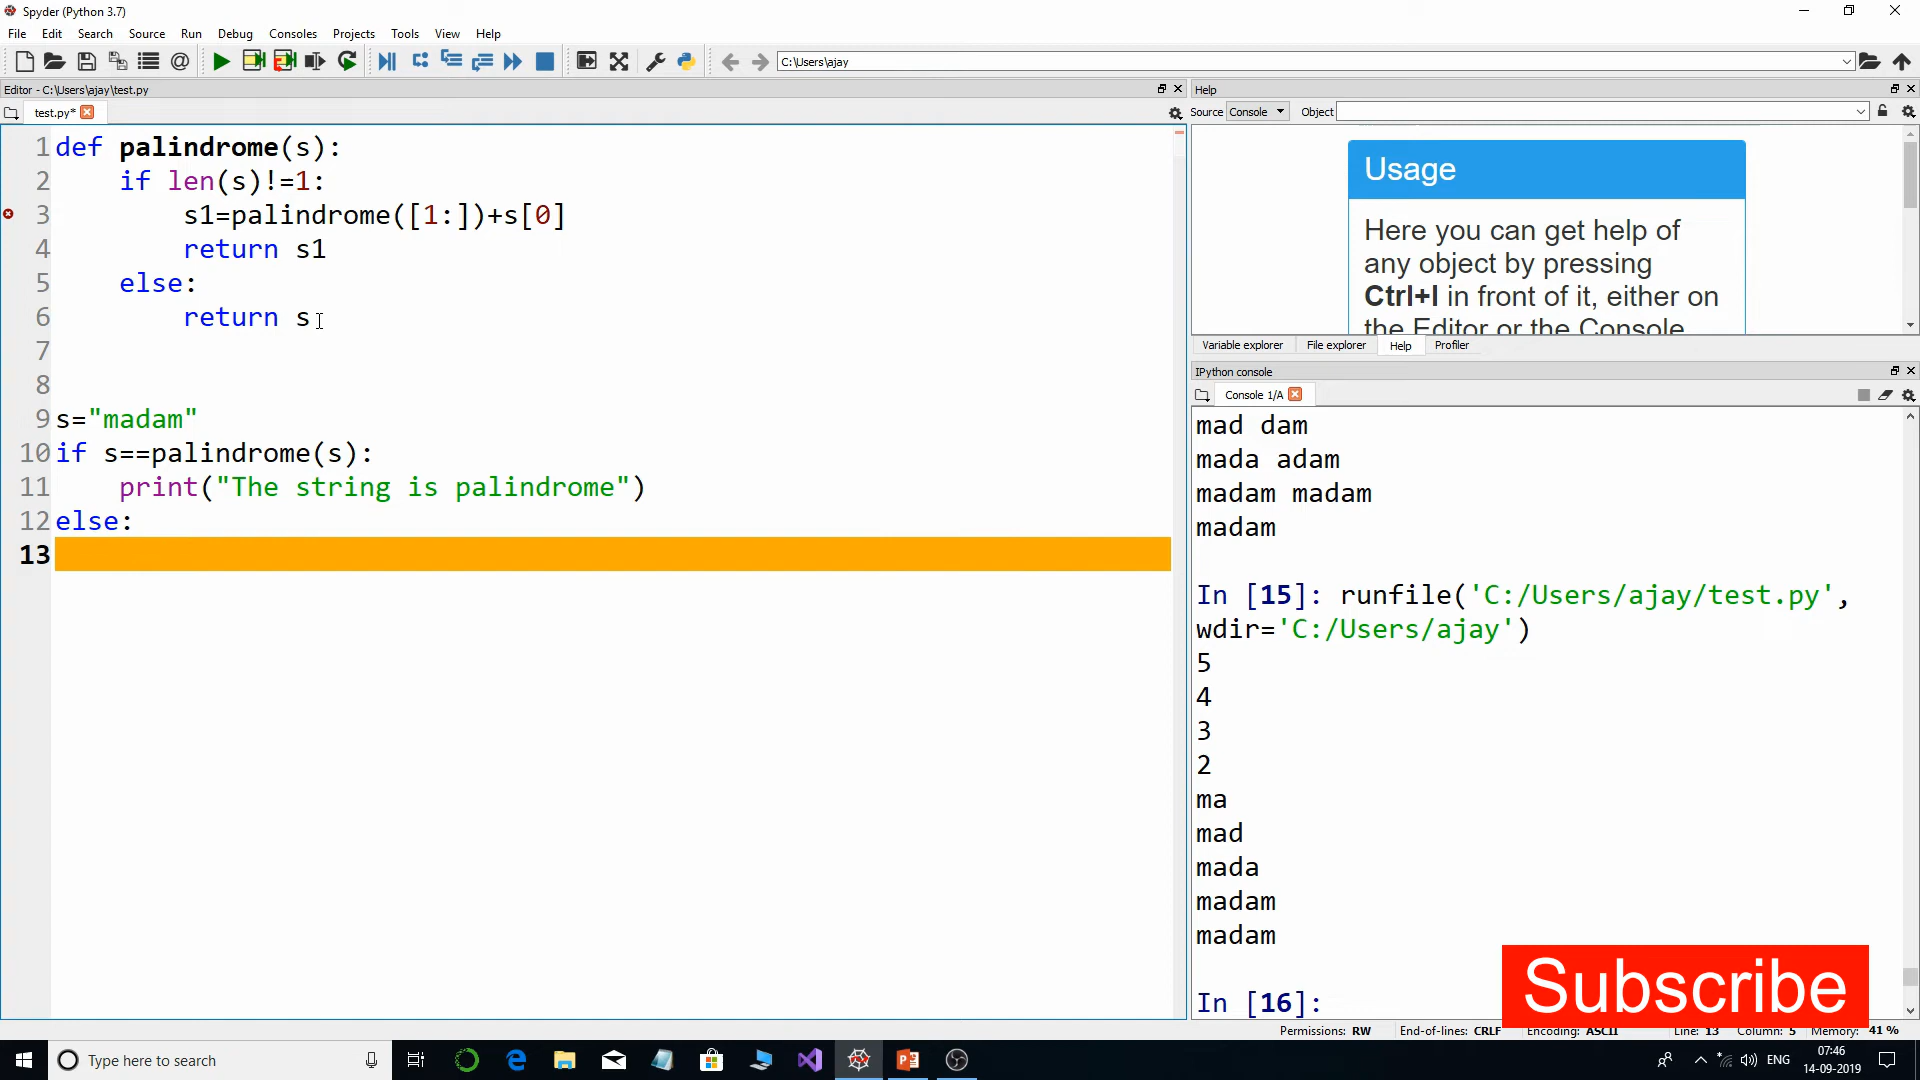 Spyder (Python 3.7)
File Edit Search Source Run Debug Consoles Projects Tools View Help
C:\Users\ajay
Editor - C:\Users\ajay\test.py
test.py*
1 def palindrome(s):
2 if len(s)!=1:
3 s1=palindrome([1:])+s[0]
4 return s1
5 else:
6 return s
7
8
9 s="madam"
10 if s==palindrome(s):
11 print("The string is palindrome")
12 else:
13
Help
Source Console Object
Usage
Here you can get help of
any object by pressing
Ctrl+I in front of it, either on
the Editor or the Console
Variable explorer File explorer Help Profiler
IPython console
Console 1/A
mad dam
mada adam
madam madam
madam
In [15]: runfile('C:/Users/ajay/test.py',
wdir='C:/Users/ajay')
5
4
3
2
ma
mad
mada
madam
madam
In [16]:
Subscribe
Permissions: RW End-of-lines: CRLF Encoding: ASCII Line: 13 Column: 5 Memory: 41 %
Type here to search
ENG
07:46
14-09-2019